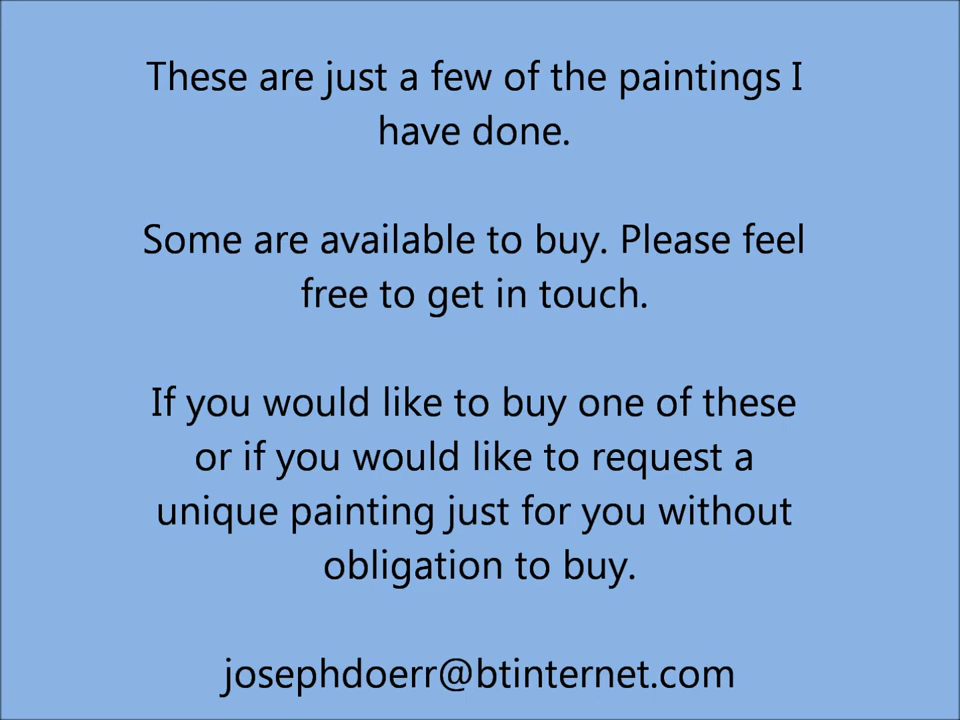 These are just a few of the paintings I
have done.
Some are available to buy. Please feel
free to get in touch.
If you would like to buy one of these
or if you would like to request a
unique painting just for you without
obligation to buy.
josephdoerr@btinternet.com